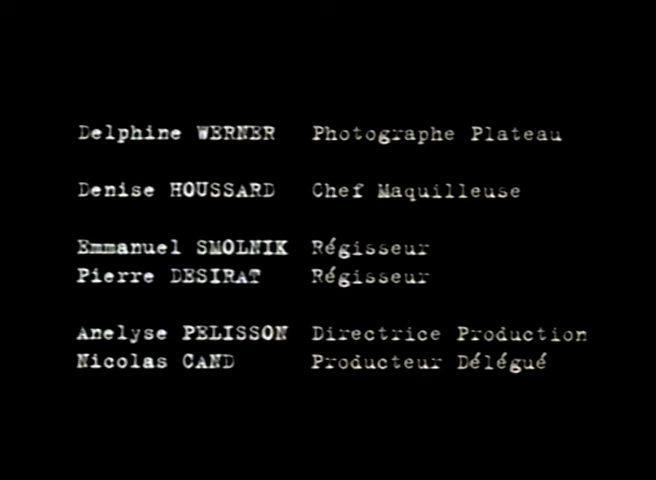 Delphine WERNER Photographe Plateau
Denise HOUSSARD Chef Maquilleuse
Emmanuel SMOLNIK Régisseur
Pierre DESIRAT Régisseur
Anelyse PELISSON Directrice Production
Nicolas CAND Producteur Délégué